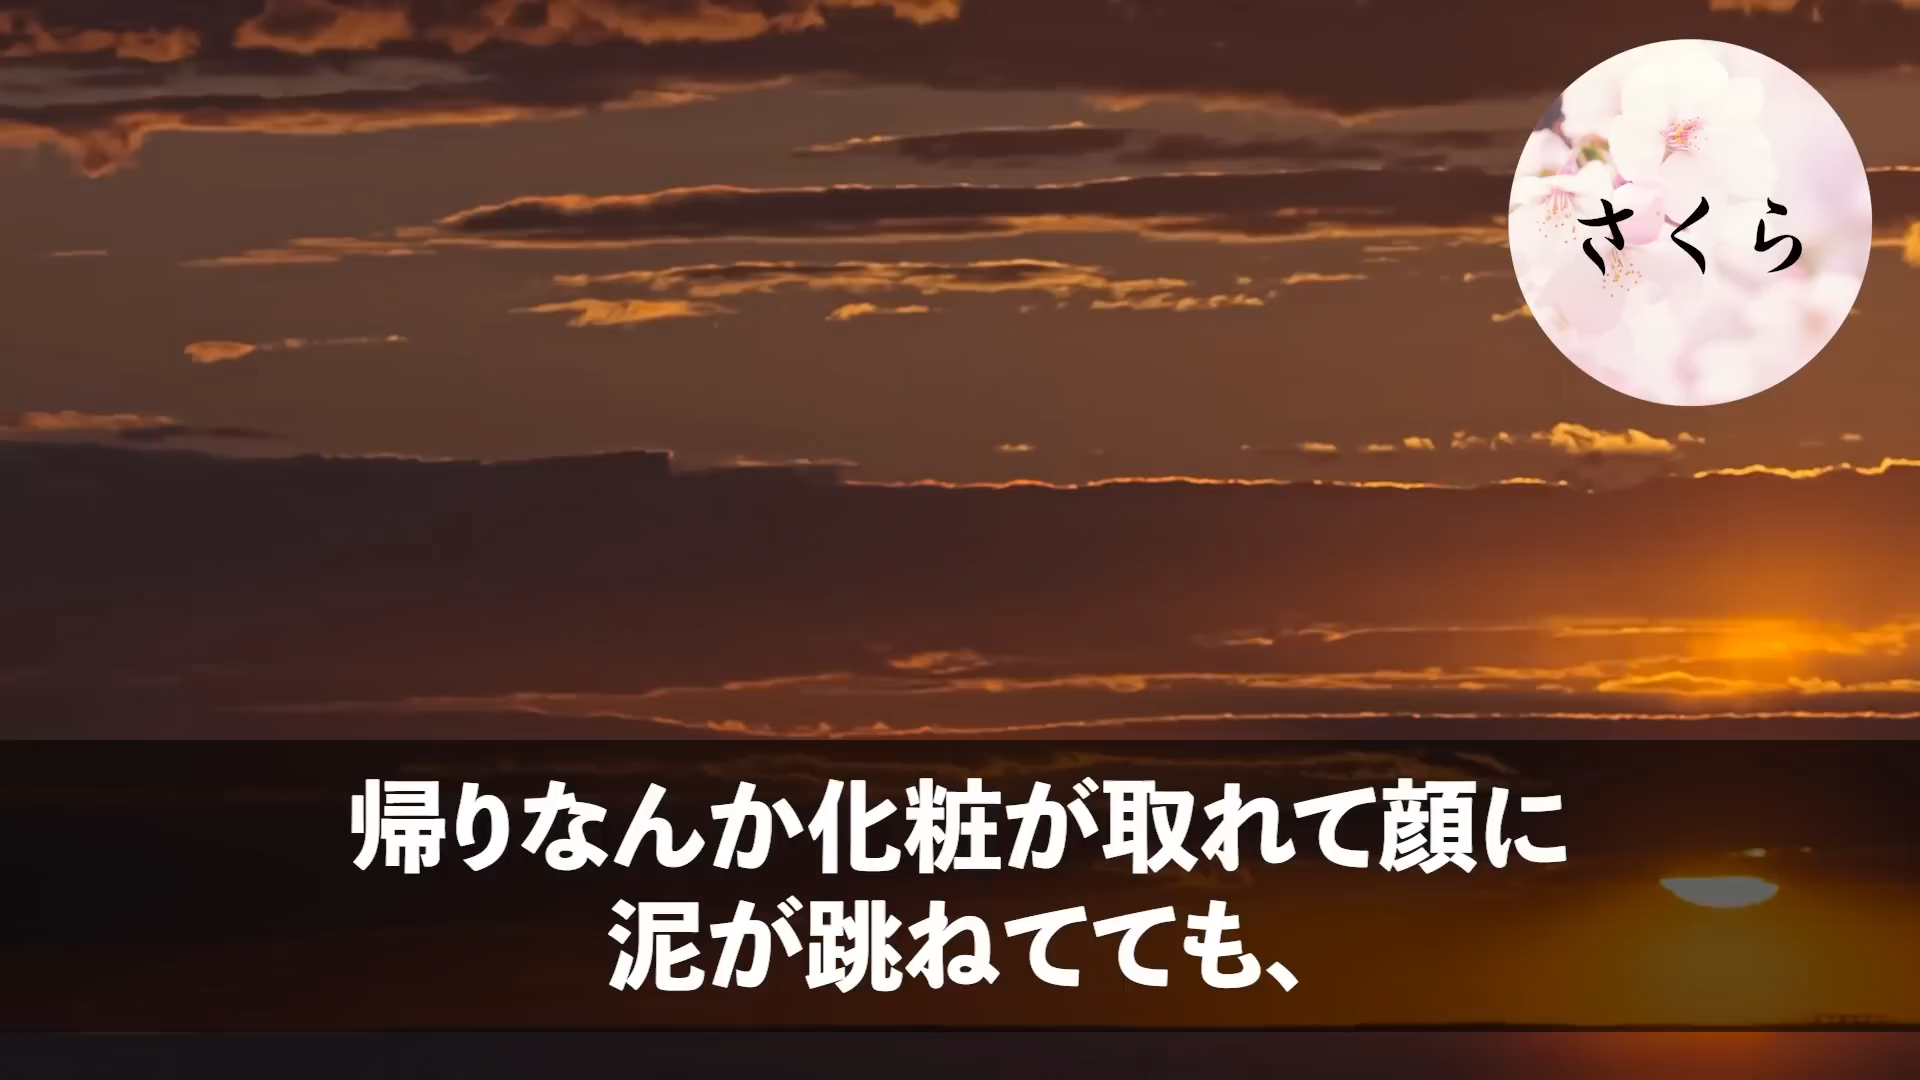 さくら
帰りなんか化粧が取れて顔に
泥が跳ねてても、